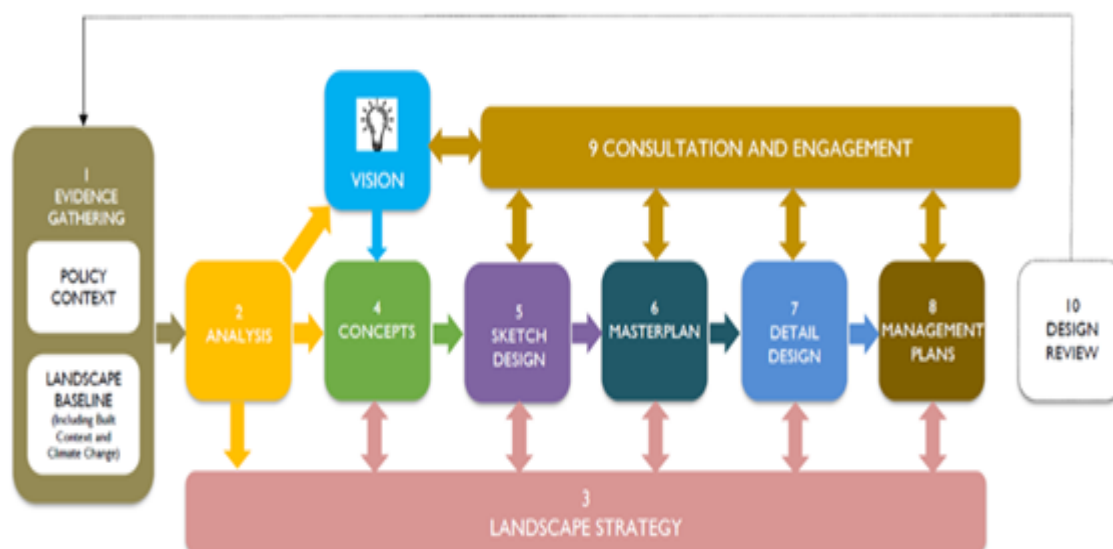 1
EVIDENCE
GATHERING
POLICY
CONTEXT
LANDSCAPE
BASELINE
(Including Built
Context and
Climate Change)
2
ANALYSIS
VISION
4
CONCEPTS
9 CONSULTATION AND ENGAGEMENT
5
SKETCH
DESIGN
6
MASTERPLAN
7
DETAIL
DESIGN
8
MANAGEMENT
PLANS
10
DESIGN
REVIEW
3
LANDSCAPE STRATEGY